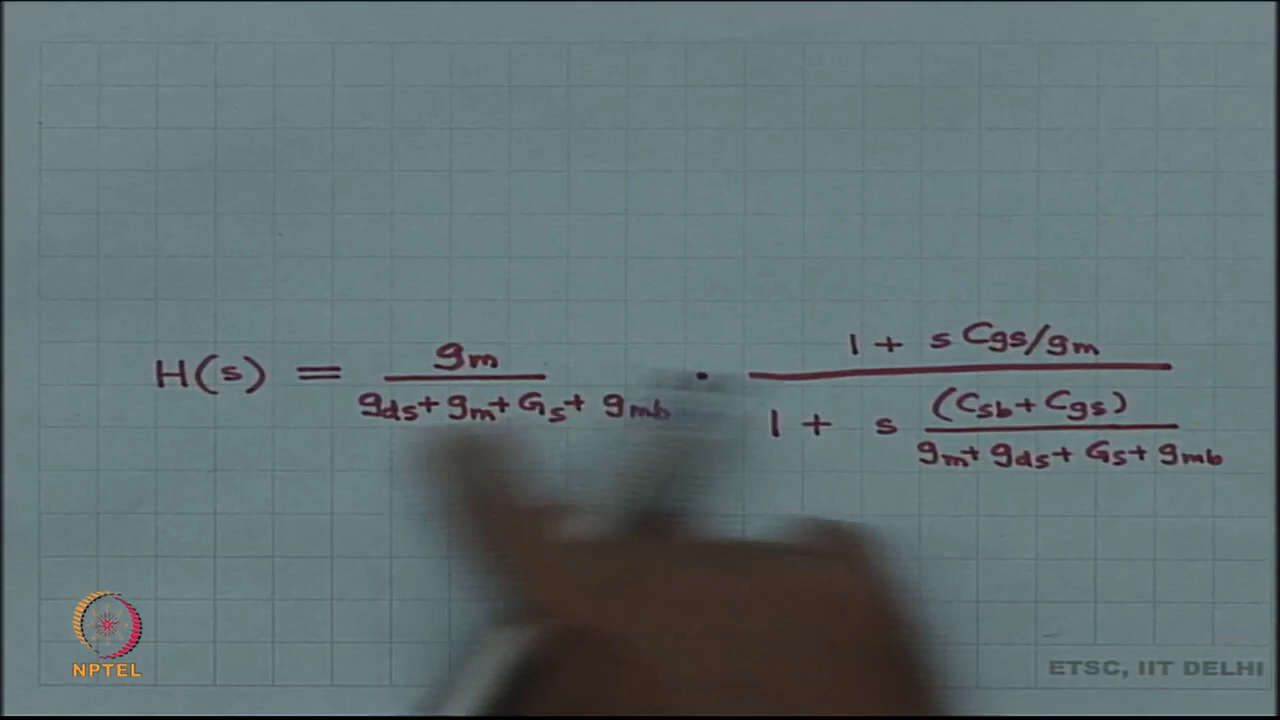 H(s) = gm / (gds + gm + Gs + gmb) · (1 + s Cgs/gm) / (1 + s (Csb + Cgs) / (gm + gds + Gs + gmb))
NPTEL
ETSC, IIT DELHI